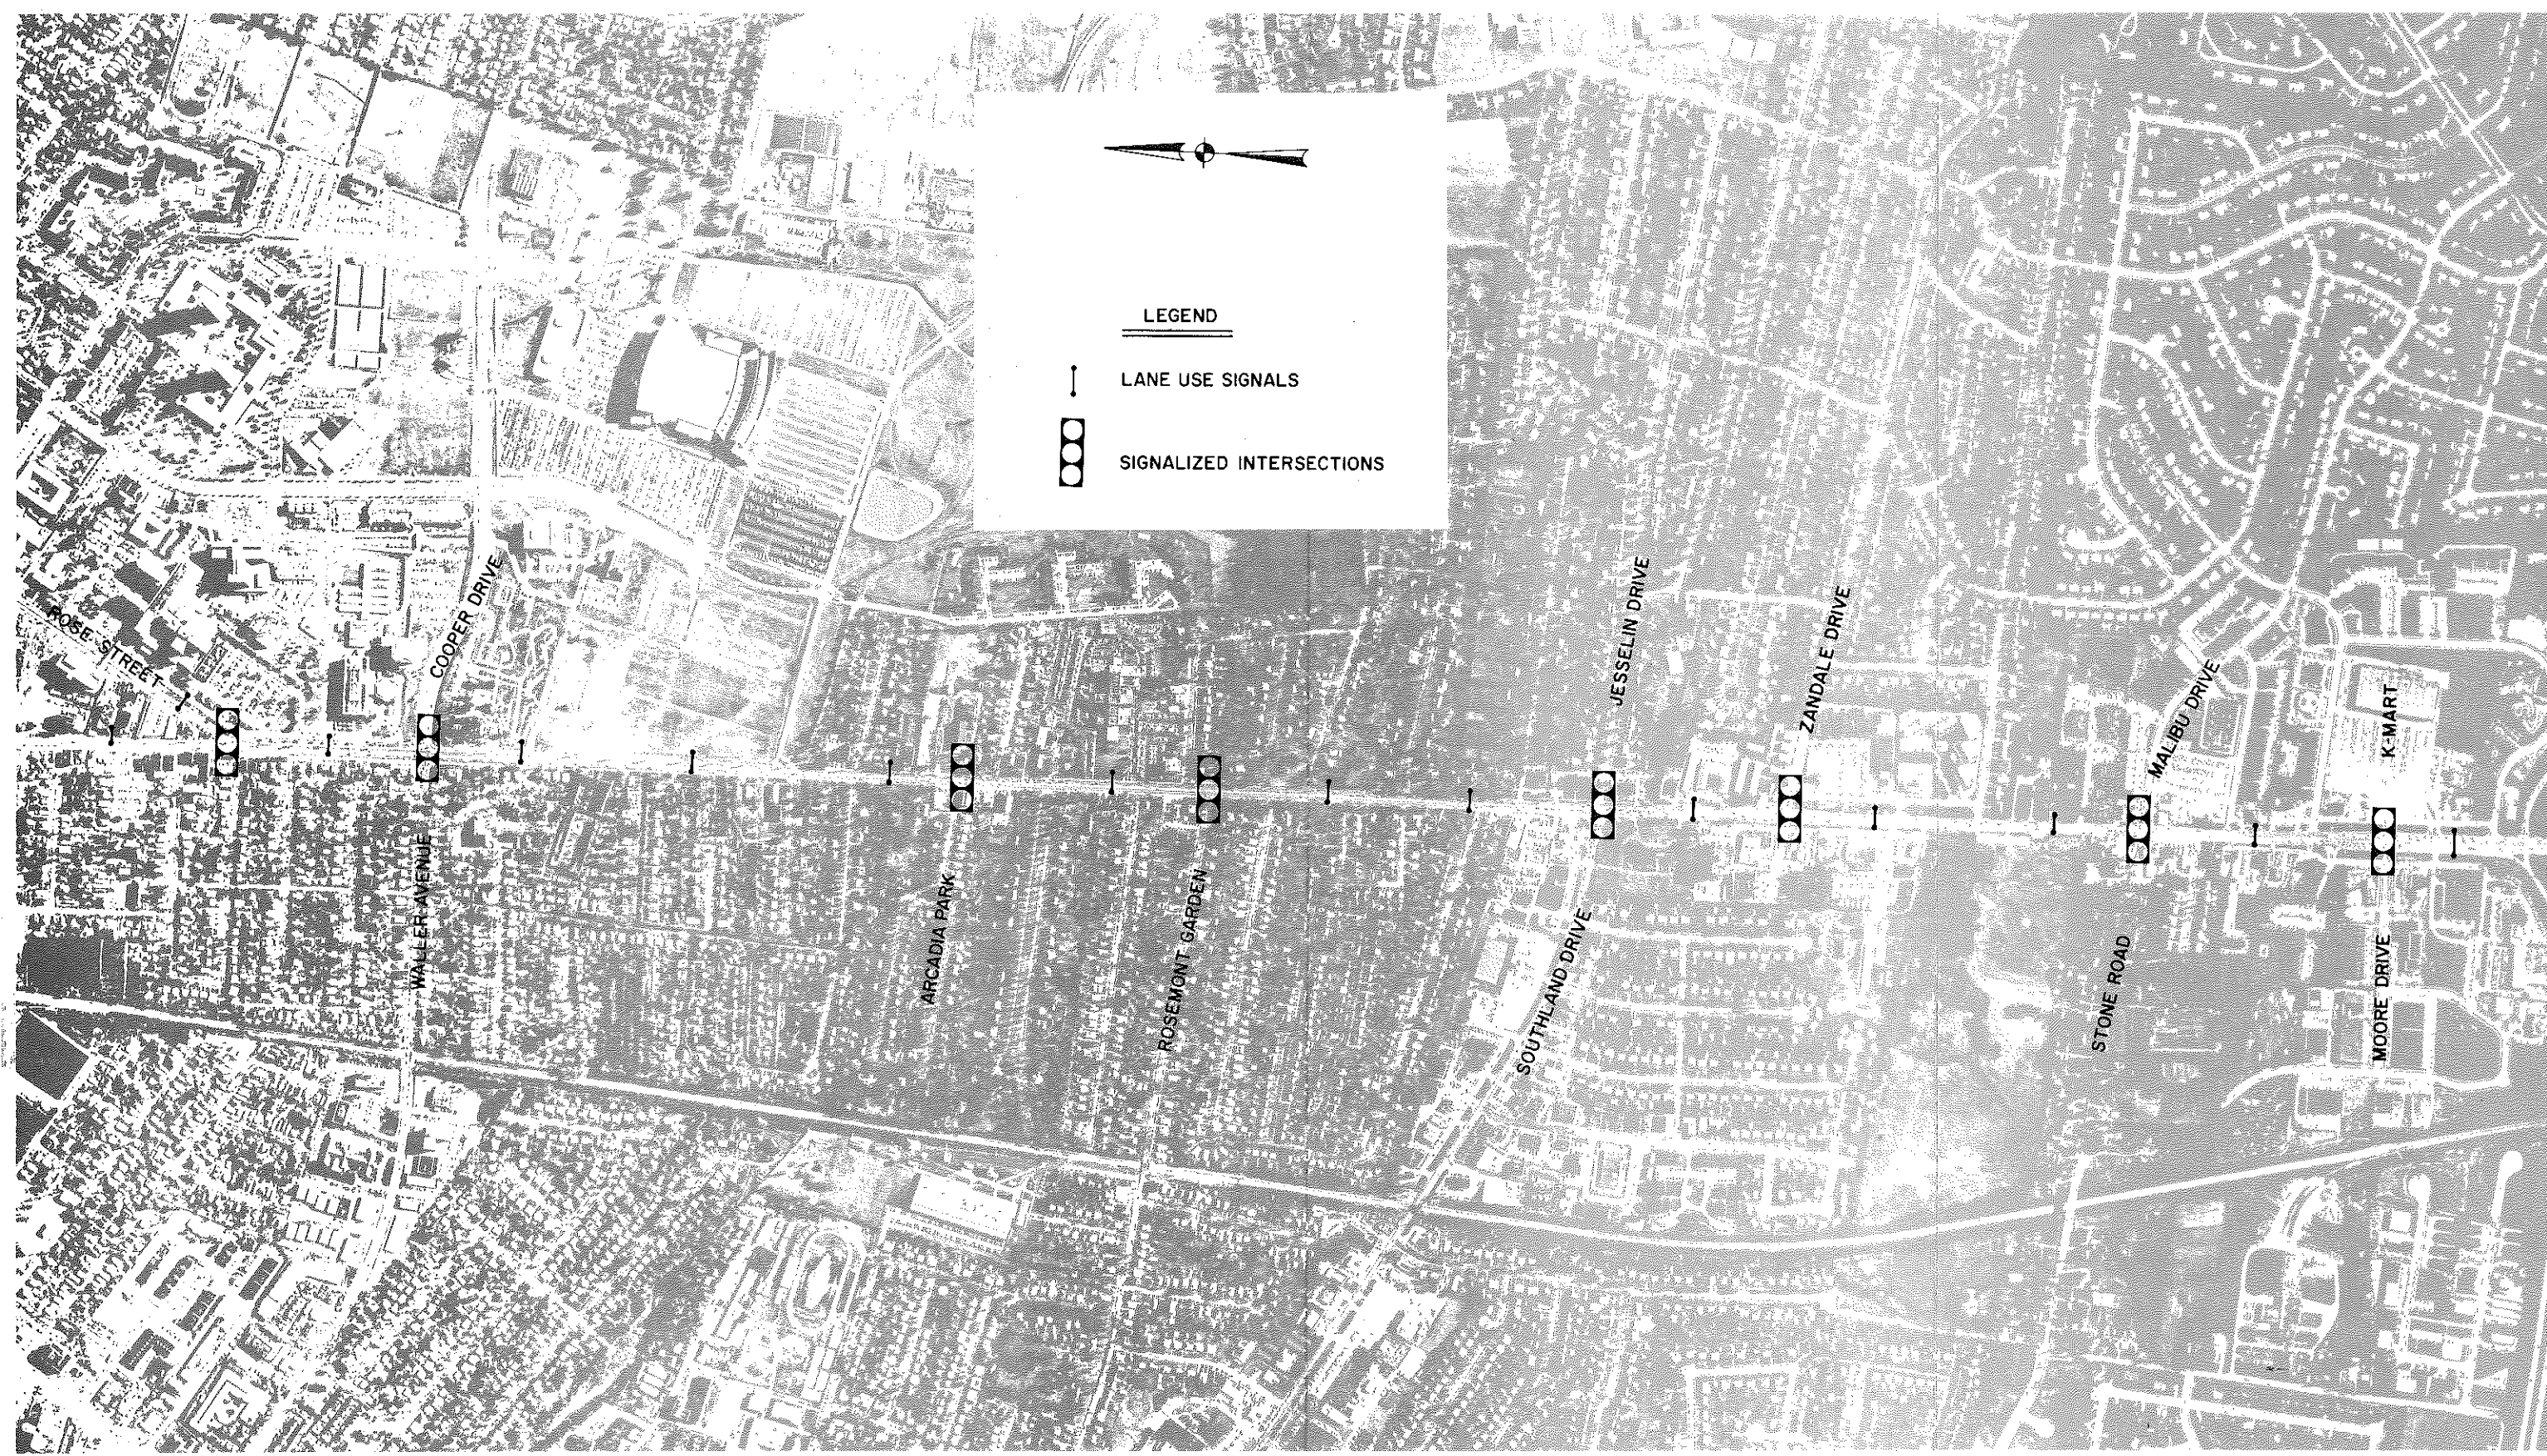 LEGEND
LANE USE SIGNALS
SIGNALIZED INTERSECTIONS
ROSE STREET
COOPER DRIVE
WALLER AVENUE
ARCADIA PARK
ROSEMONT GARDEN
JESSELIN DRIVE
SOUTHLAND DRIVE
ZANDALE DRIVE
MALIBU DRIVE
STONE ROAD
K-MART
MOORE DRIVE